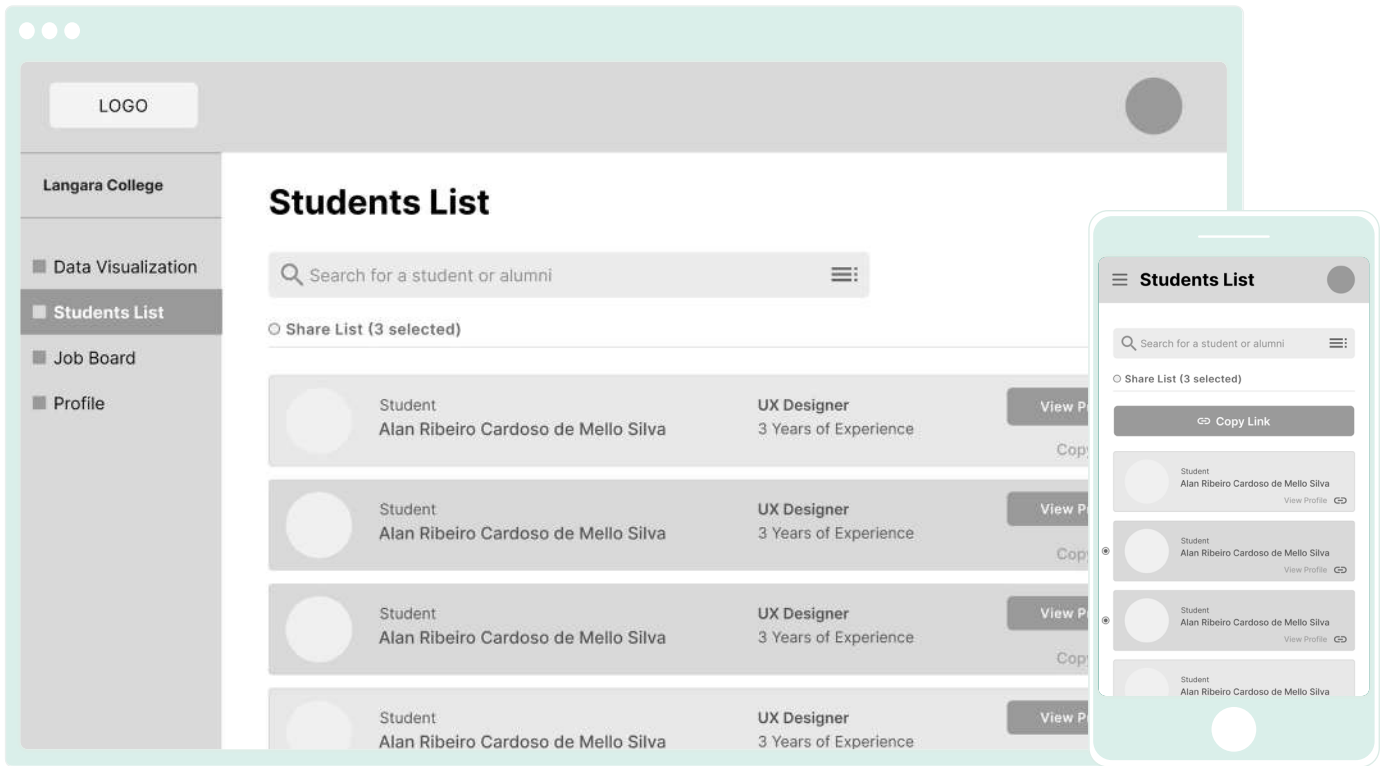 LOGO
Langara College
Data Visualization
Students List
Job Board
Profile
Students List
Search for a student or alumni
Share List (3 selected)
Student
Alan Ribeiro Cardoso de Mello Silva
UX Designer
3 Years of Experience
View
Student
Alan Ribeiro Cardoso de Mello Silva
UX Designer
3 Years of Experience
View
Student
Alan Ribeiro Cardoso de Mello Silva
UX Designer
3 Years of Experience
View
Student
Alan Ribeiro Cardoso de Mello Silva
UX Designer
3 Years of Experience
View
Students List
Search for a student or alumni
Share List (3 selected)
Copy Link
Student
Alan Ribeiro Cardoso de Mello Silva
View Profile
Student
Alan Ribeiro Cardoso de Mello Silva
View Profile
Student
Alan Ribeiro Cardoso de Mello Silva
View Profile
Student
Alan Ribeiro Cardoso de Mello Silva